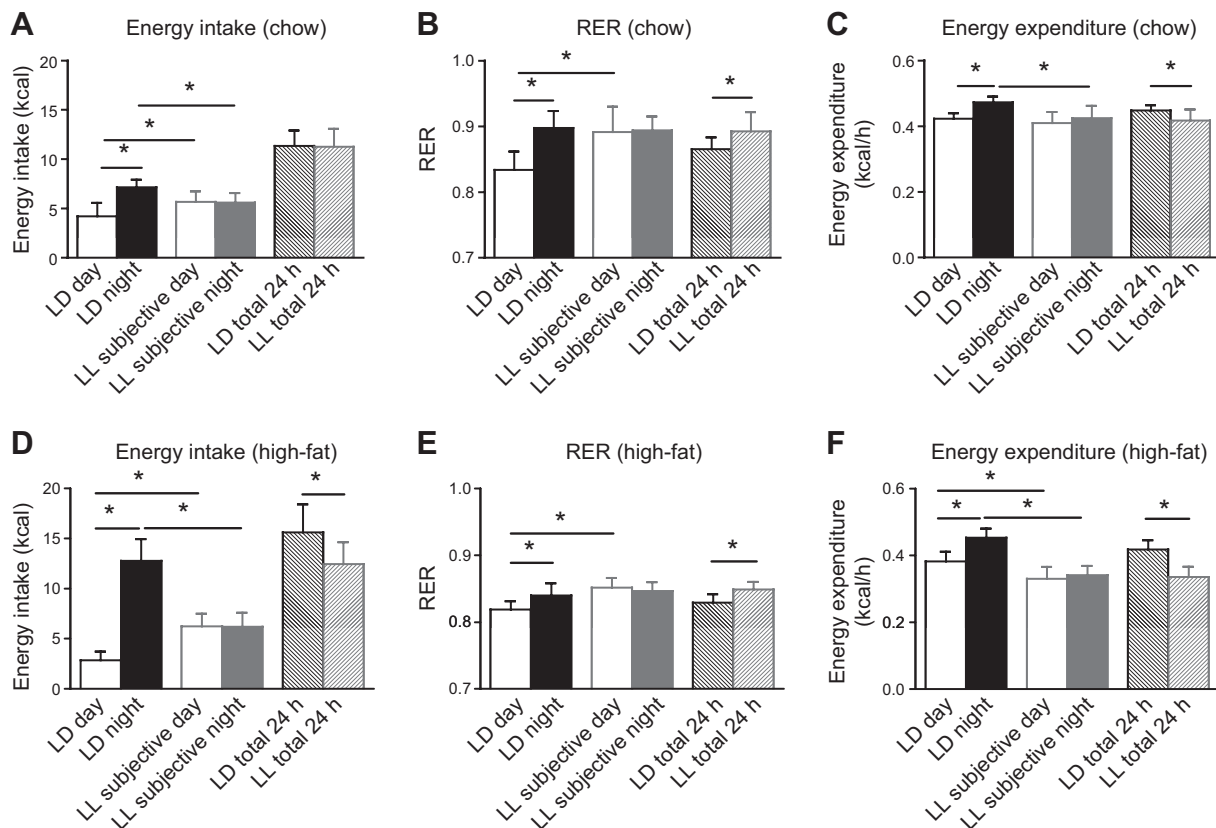 A Energy intake (chow)
Energy intake (kcal)
20
15
10
5
0
* * *
LD day
LD night
LL subjective day
LL subjective night
LD total 24 h
LL total 24 h
B RER (chow)
RER
1.0
0.9
0.8
0.7
* * *
LD day
LD night
LL subjective day
LL subjective night
LD total 24 h
LL total 24 h
C Energy expenditure (chow)
Energy expenditure
(kcal/h)
0.6
0.4
0.2
0.0
* * *
LD day
LD night
LL subjective day
LL subjective night
LD total 24 h
LL total 24 h
D Energy intake (high-fat)
Energy intake (kcal)
20
15
10
5
0
* * * *
LD day
LD night
LL subjective day
LL subjective night
LD total 24 h
LL total 24 h
E RER (high-fat)
RER
1.0
0.9
0.8
0.7
* * *
LD day
LD night
LL subjective day
LL subjective night
LD total 24 h
LL total 24 h
F Energy expenditure (high-fat)
Energy expenditure
(kcal/h)
0.6
0.4
0.2
0.0
* * * *
LD day
LD night
LL subjective day
LL subjective night
LD total 24 h
LL total 24 h